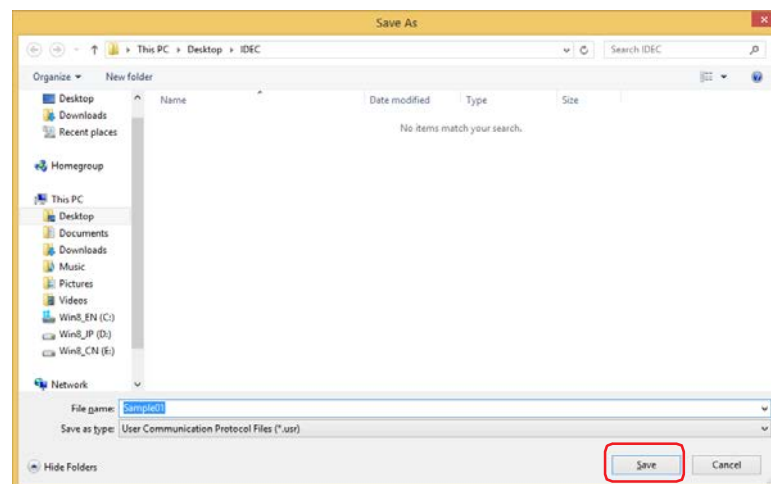 Save As
This PC ▸ Desktop ▸ IDEC
Search IDEC
Organize
New folder
Name Date modified Type Size
No items match your search.
Desktop
Downloads
Recent places
Homegroup
This PC
Desktop
Documents
Downloads
Music
Pictures
Videos
Win8_EN (C:)
Win8_JP (D:)
Win8_CN (E:)
Network
File name: Sample01
Save as type: User Communication Protocol Files (*.usr)
Hide Folders
Save
Cancel